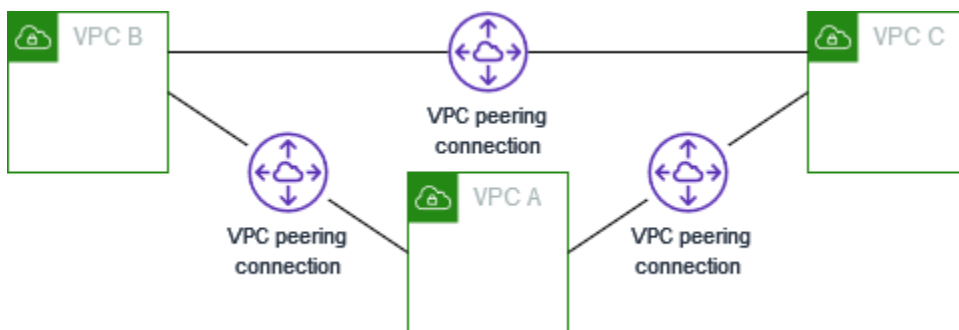 VPC B
VPC C
VPC peering
connection
VPC A
VPC peering
connection
VPC peering
connection